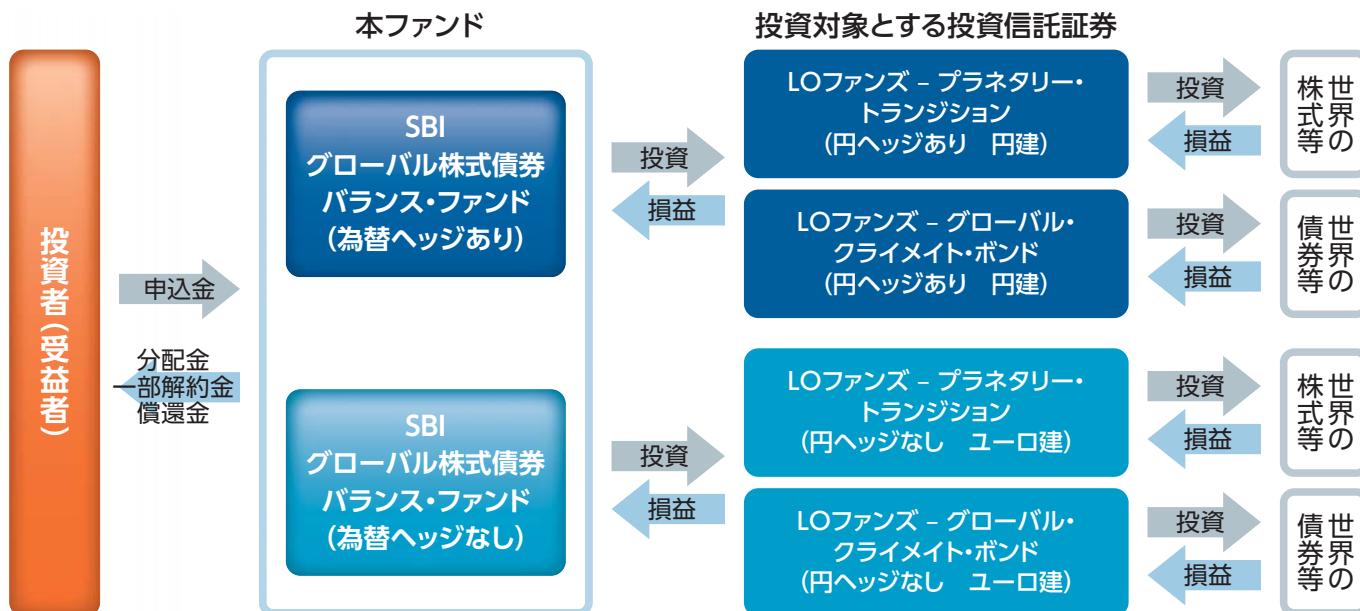 本ファンド
投資対象とする投資信託証券
投資者（受益者）
申込金
分配金
一部解約金
償還金
SBI
グローバル株式債券
バランス・ファンド
（為替ヘッジあり）
投資
損益
LOファンズ – プラネタリー・
トランジション
（円ヘッジあり　円建）
投資
損益
世界の
株式等
LOファンズ – グローバル・
クライメイト・ボンド
（円ヘッジあり　円建）
投資
損益
世界の
債券等
SBI
グローバル株式債券
バランス・ファンド
（為替ヘッジなし）
投資
損益
LOファンズ – プラネタリー・
トランジション
（円ヘッジなし　ユーロ建）
投資
損益
世界の
株式等
LOファンズ – グローバル・
クライメイト・ボンド
（円ヘッジなし　ユーロ建）
投資
損益
世界の
債券等